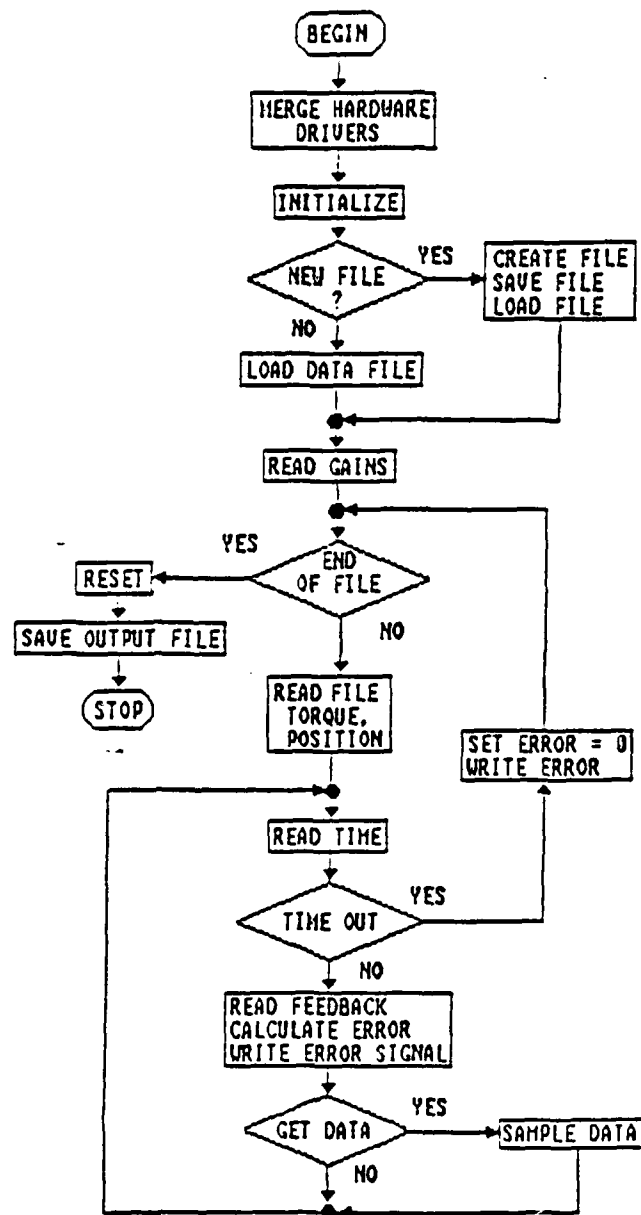 BEGIN
MERGE HARDWARE
DRIVERS
INITIALIZE
NEW FILE
?
YES
CREATE FILE
SAVE FILE
LOAD FILE
NO
LOAD DATA FILE
READ GAINS
END
OF FILE
YES
RESET
SAVE OUTPUT FILE
STOP
NO
READ FILE
TORQUE,
POSITION
SET ERROR = 0
WRITE ERROR
READ TIME
TIME OUT
YES
NO
READ FEEDBACK
CALCULATE ERROR
WRITE ERROR SIGNAL
GET DATA
YES
SAMPLE DATA
NO